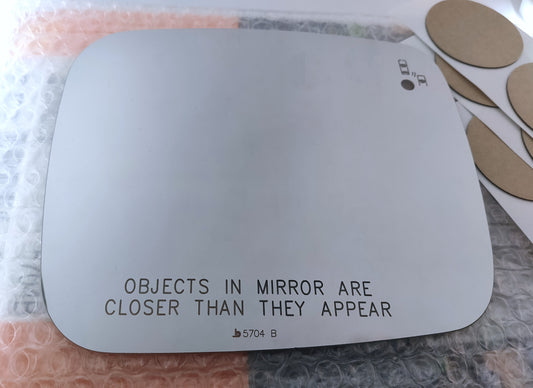 OBJECTS IN MIRROR ARE
CLOSER THAN THEY APPEAR
5704 B